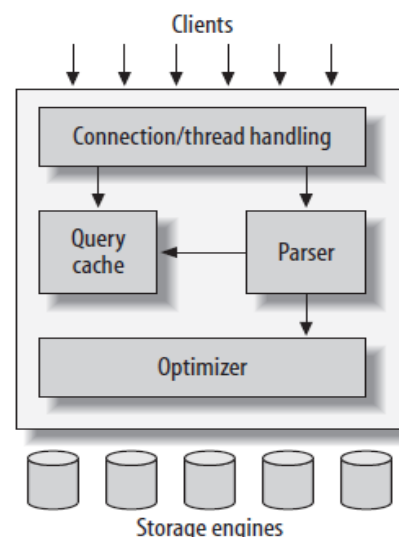 Clients
Connection/thread handling
Query
cache
Parser
Optimizer
Storage engines